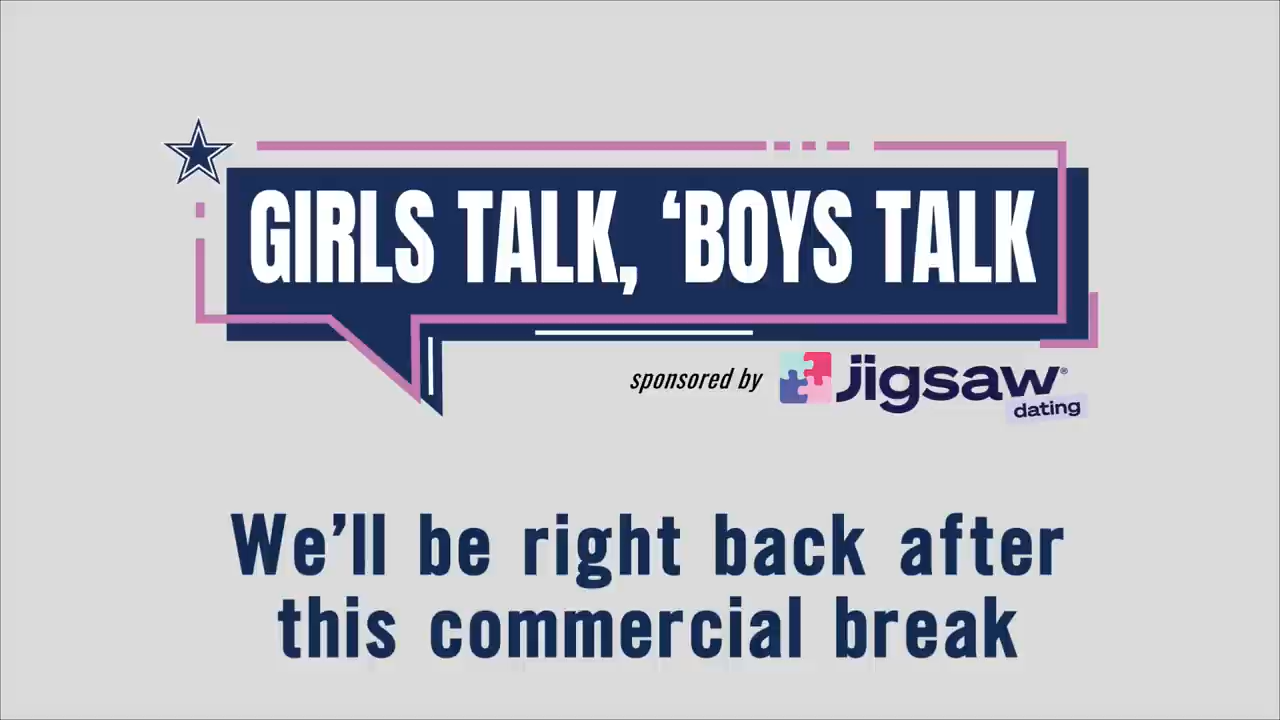 GIRLS TALK, ‘BOYS TALK
sponsored by jigsaw®
dating
We’ll be right back after
this commercial break